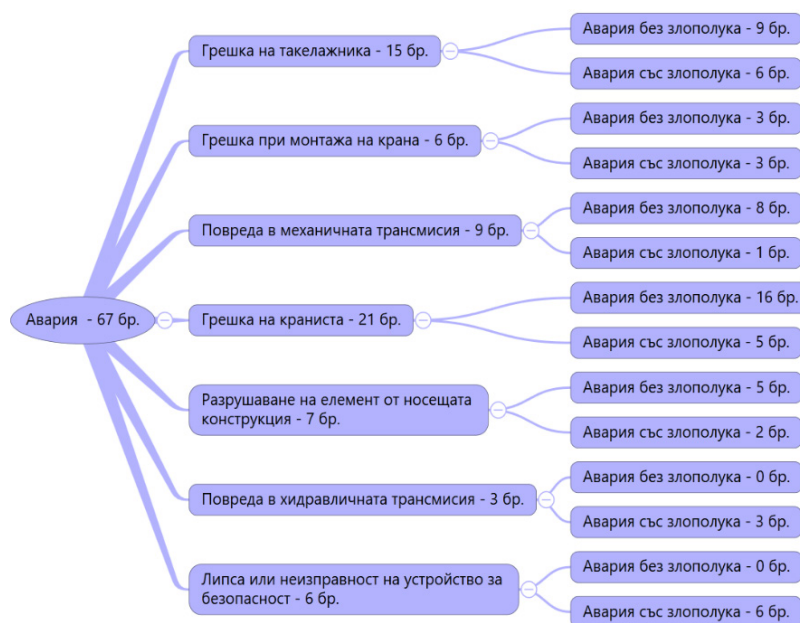 Авария - 67 бр.
Грешка на такелажника - 15 бр.
Авария без злополука - 9 бр.
Авария със злополука - 6 бр.
Грешка при монтажа на крана - 6 бр.
Авария без злополука - 3 бр.
Авария със злополука - 3 бр.
Повреда в механичната трансмисия - 9 бр.
Авария без злополука - 8 бр.
Авария със злополука - 1 бр.
Грешка на краниста - 21 бр.
Авария без злополука - 16 бр.
Авария със злополука - 5 бр.
Разрушаване на елемент от носещата
конструкция - 7 бр.
Авария без злополука - 5 бр.
Авария със злополука - 2 бр.
Повреда в хидравличната трансмисия - 3 бр.
Авария без злополука - 0 бр.
Авария със злополука - 3 бр.
Липса или неизправност на устройство за
безопасност - 6 бр.
Авария без злополука - 0 бр.
Авария със злополука - 6 бр.